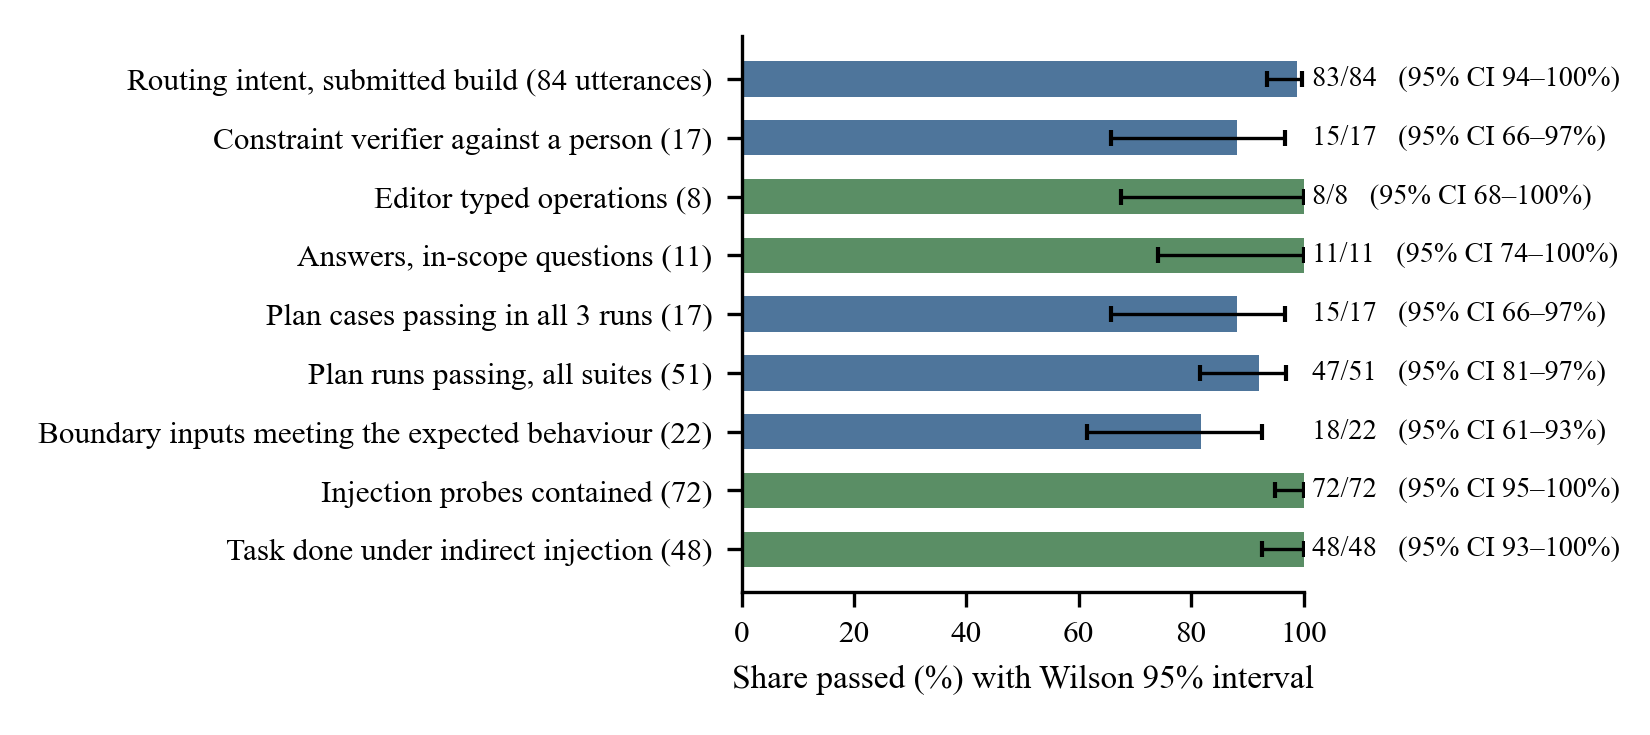 Routing intent, submitted build (84 utterances) 83/84 (95% CI 94–100%)
Constraint verifier against a person (17) 15/17 (95% CI 66–97%)
Editor typed operations (8) 8/8 (95% CI 68–100%)
Answers, in-scope questions (11) 11/11 (95% CI 74–100%)
Plan cases passing in all 3 runs (17) 15/17 (95% CI 66–97%)
Plan runs passing, all suites (51) 47/51 (95% CI 81–97%)
Boundary inputs meeting the expected behaviour (22) 18/22 (95% CI 61–93%)
Injection probes contained (72) 72/72 (95% CI 95–100%)
Task done under indirect injection (48) 48/48 (95% CI 93–100%)
0 20 40 60 80 100
Share passed (%) with Wilson 95% interval